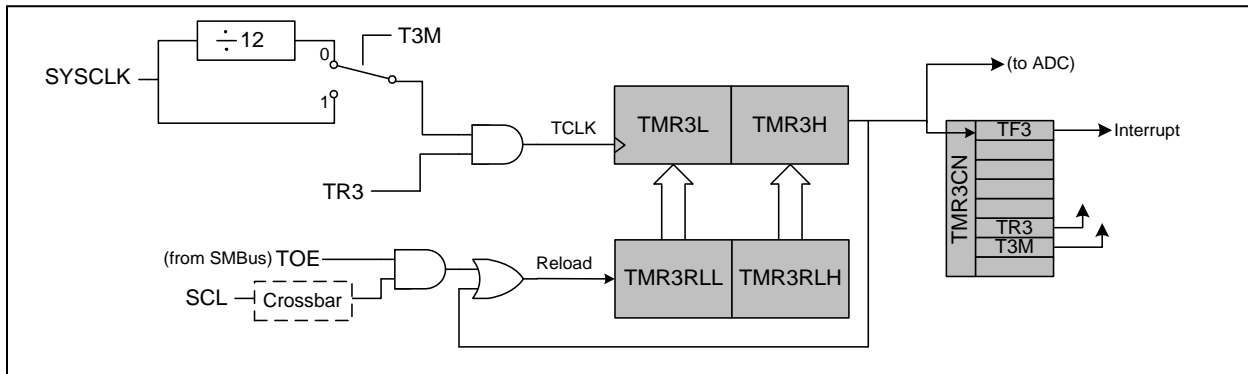 ÷12
T3M
0
SYSCLK
1
TCLK
TMR3L
TMR3H
(to ADC)
TF3
Interrupt
TMR3CN
TR3
TR3
T3M
(from SMBus) TOE
Reload
TMR3RLL
TMR3RLH
SCL
Crossbar